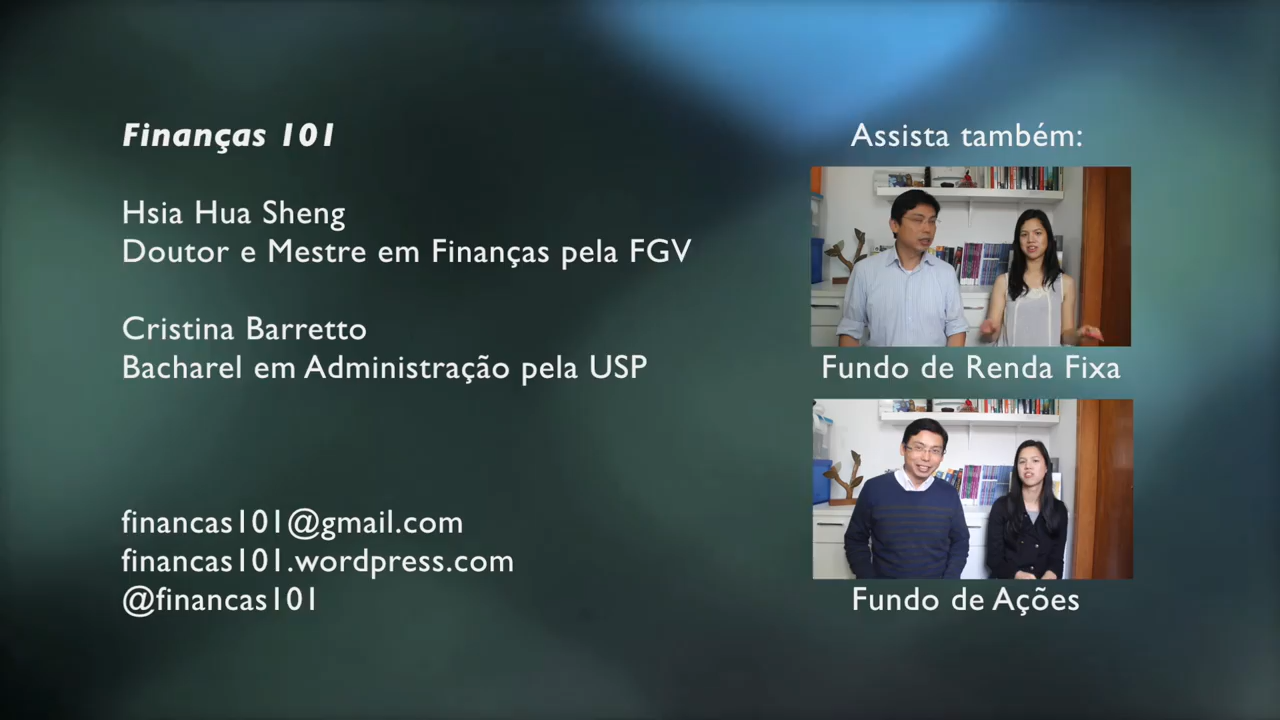 Finanças 101
Hsia Hua Sheng
Doutor e Mestre em Finanças pela FGV
Cristina Barretto
Bacharel em Administração pela USP
financas101@gmail.com
financas101.wordpress.com
@financas101
Assista também:
Fundo de Renda Fixa
Fundo de Ações